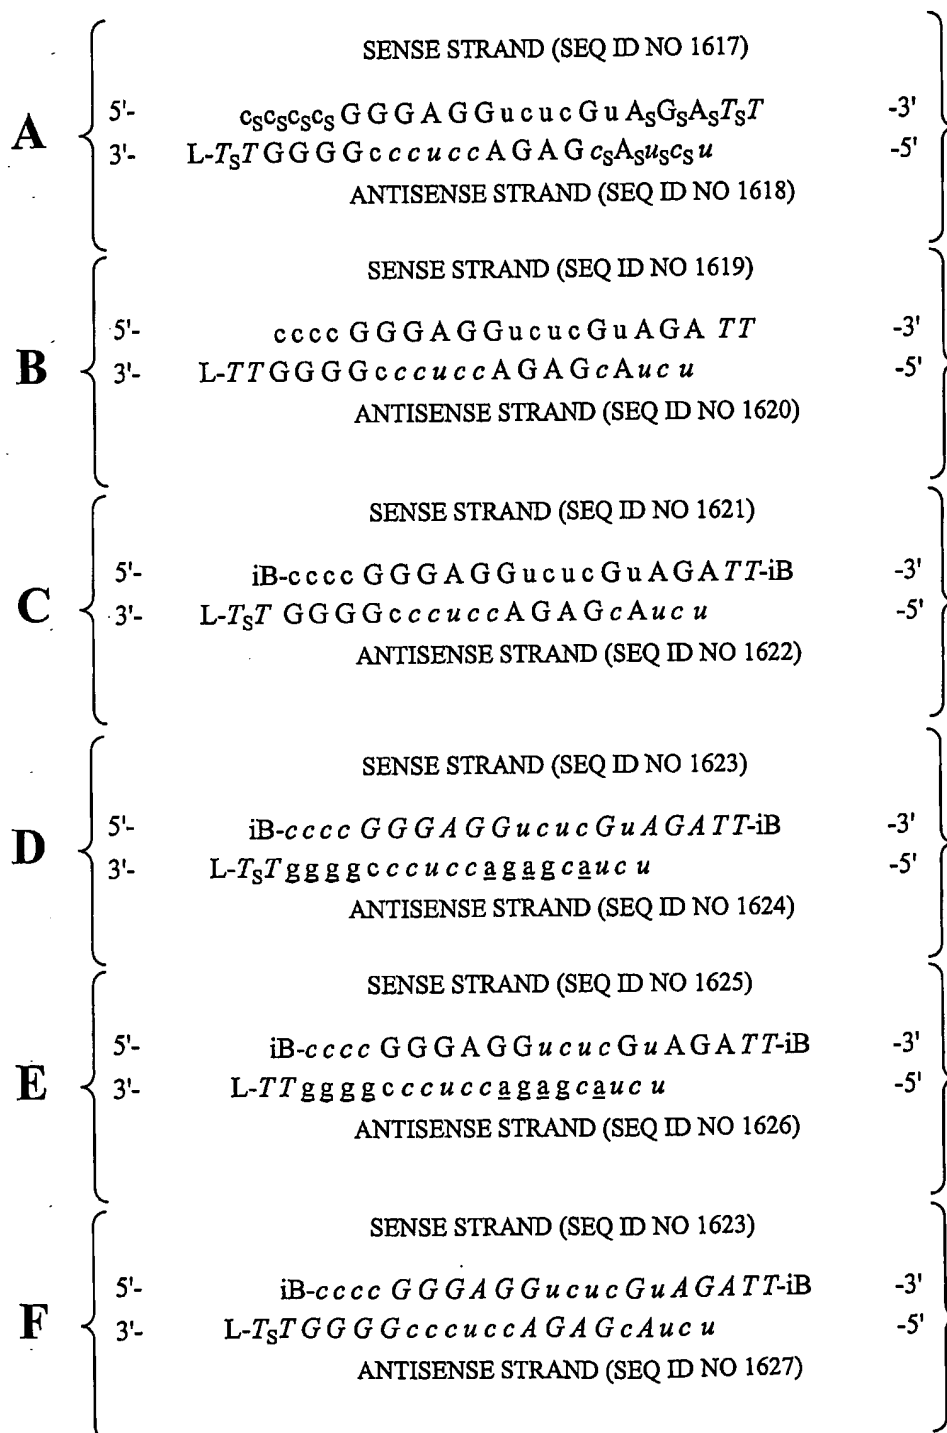 SENSE STRAND (SEQ ID NO 1617)
5'- cScScScS G G G A G G u c u c G u ASGSASTST -3'
A
3'- L-TST G G G G c c c u c c A G A G cSASuScS u -5'
ANTISENSE STRAND (SEQ ID NO 1618)
SENSE STRAND (SEQ ID NO 1619)
5'- c c c c G G G A G G u c u c G u A G A T T -3'
B
3'- L-T T G G G G c c c u c c A G A G c A u c u -5'
ANTISENSE STRAND (SEQ ID NO 1620)
SENSE STRAND (SEQ ID NO 1621)
5'- iB-c c c c G G G A G G u c u c G u A G A T T-iB -3'
C
3'- L-TST G G G G c c c u c c A G A G c A u c u -5'
ANTISENSE STRAND (SEQ ID NO 1622)
SENSE STRAND (SEQ ID NO 1623)
5'- iB-c c c c G G G A G G u c u c G u A G A T T-iB -3'
D
3'- L-TST g g g g c c c u c c a g a g c a u c u -5'
ANTISENSE STRAND (SEQ ID NO 1624)
SENSE STRAND (SEQ ID NO 1625)
5'- iB-c c c c G G G A G G u c u c G u A G A T T-iB -3'
E
3'- L-T T g g g g c c c u c c a g a g c a u c u -5'
ANTISENSE STRAND (SEQ ID NO 1626)
SENSE STRAND (SEQ ID NO 1623)
5'- iB-c c c c G G G A G G u c u c G u A G A T T-iB -3'
F
3'- L-TST G G G G c c c u c c A G A G c A u c u -5'
ANTISENSE STRAND (SEQ ID NO 1627)